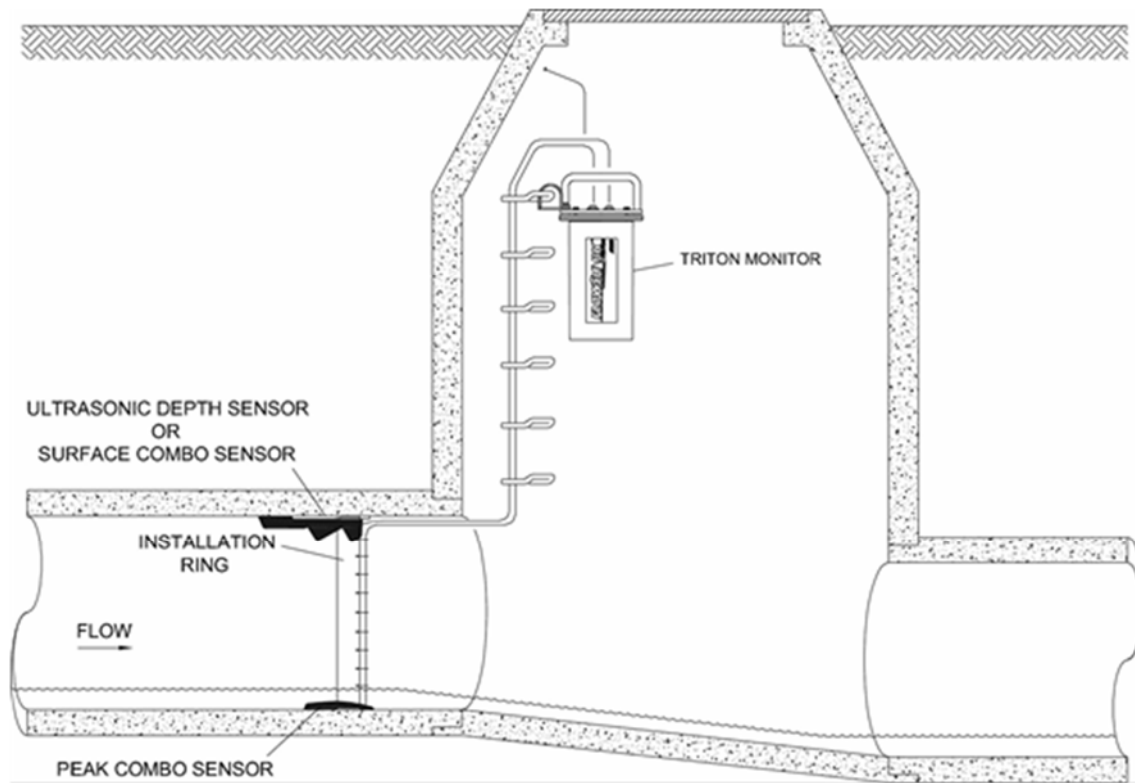 TRITON MONITOR
ULTRASONIC DEPTH SENSOR
OR
SURFACE COMBO SENSOR
INSTALLATION
RING
FLOW
PEAK COMBO SENSOR